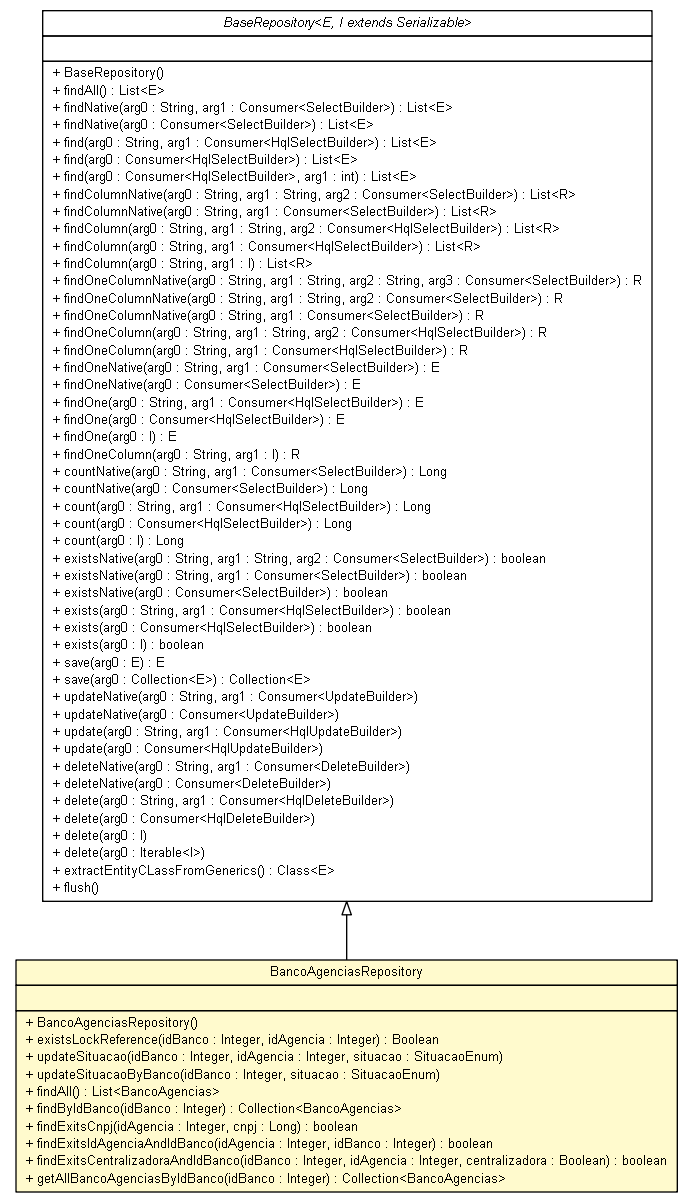 BaseRepository<E, I extends Serializable>
+ BaseRepository()
+ findAll() : List<E>
+ findNative(arg0 : String, arg1 : Consumer<SelectBuilder>) : List<E>
+ findNative(arg0 : Consumer<SelectBuilder>) : List<E>
+ find(arg0 : String, arg1 : Consumer<HqlSelectBuilder>) : List<E>
+ find(arg0 : Consumer<HqlSelectBuilder>) : List<E>
+ find(arg0 : Consumer<HqlSelectBuilder>, arg1 : int) : List<E>
+ findColumnNative(arg0 : String, arg1 : String, arg2 : Consumer<SelectBuilder>) : List<R>
+ findColumnNative(arg0 : String, arg1 : Consumer<SelectBuilder>) : List<R>
+ findColumn(arg0 : String, arg1 : String, arg2 : Consumer<HqlSelectBuilder>) : List<R>
+ findColumn(arg0 : String, arg1 : Consumer<HqlSelectBuilder>) : List<R>
+ findColumn(arg0 : String, arg1 : I) : List<R>
+ findOneColumnNative(arg0 : String, arg1 : String, arg2 : String, arg3 : Consumer<SelectBuilder>) : R
+ findOneColumnNative(arg0 : String, arg1 : String, arg2 : Consumer<SelectBuilder>) : R
+ findOneColumnNative(arg0 : String, arg1 : Consumer<SelectBuilder>) : R
+ findOneColumn(arg0 : String, arg1 : String, arg2 : Consumer<HqlSelectBuilder>) : R
+ findOneColumn(arg0 : String, arg1 : Consumer<HqlSelectBuilder>) : R
+ findOneNative(arg0 : String, arg1 : Consumer<SelectBuilder>) : E
+ findOneNative(arg0 : Consumer<SelectBuilder>) : E
+ findOne(arg0 : String, arg1 : Consumer<HqlSelectBuilder>) : E
+ findOne(arg0 : Consumer<HqlSelectBuilder>) : E
+ findOne(arg0 : I) : E
+ findOneColumn(arg0 : String, arg1 : I) : R
+ countNative(arg0 : String, arg1 : Consumer<SelectBuilder>) : Long
+ countNative(arg0 : Consumer<SelectBuilder>) : Long
+ count(arg0 : String, arg1 : Consumer<HqlSelectBuilder>) : Long
+ count(arg0 : Consumer<HqlSelectBuilder>) : Long
+ count(arg0 : I) : Long
+ existsNative(arg0 : String, arg1 : String, arg2 : Consumer<SelectBuilder>) : boolean
+ existsNative(arg0 : String, arg1 : Consumer<SelectBuilder>) : boolean
+ existsNative(arg0 : Consumer<SelectBuilder>) : boolean
+ exists(arg0 : String, arg1 : Consumer<HqlSelectBuilder>) : boolean
+ exists(arg0 : Consumer<HqlSelectBuilder>) : boolean
+ exists(arg0 : I) : boolean
+ save(arg0 : E) : E
+ save(arg0 : Collection<E>) : Collection<E>
+ updateNative(arg0 : String, arg1 : Consumer<UpdateBuilder>)
+ updateNative(arg0 : Consumer<UpdateBuilder>)
+ update(arg0 : String, arg1 : Consumer<HqlUpdateBuilder>)
+ update(arg0 : Consumer<HqlUpdateBuilder>)
+ deleteNative(arg0 : String, arg1 : Consumer<DeleteBuilder>)
+ deleteNative(arg0 : Consumer<DeleteBuilder>)
+ delete(arg0 : String, arg1 : Consumer<HqlDeleteBuilder>)
+ delete(arg0 : Consumer<HqlDeleteBuilder>)
+ delete(arg0 : I)
+ delete(arg0 : Iterable<I>)
+ extractEntityCLassFromGenerics() : Class<E>
+ flush()
BancoAgenciasRepository
+ BancoAgenciasRepository()
+ existsLockReference(idBanco : Integer, idAgencia : Integer) : Boolean
+ updateSituacao(idBanco : Integer, idAgencia : Integer, situacao : SituacaoEnum)
+ updateSituacaoByBanco(idBanco : Integer, situacao : SituacaoEnum)
+ findAll() : List<BancoAgencias>
+ findByIdBanco(idBanco : Integer) : Collection<BancoAgencias>
+ findExitsCnpj(idAgencia : Integer, cnpj : Long) : boolean
+ findExitsIdAgenciaAndIdBanco(idAgencia : Integer, idBanco : Integer) : boolean
+ findExitsCentralizadoraAndIdBanco(idBanco : Integer, idAgencia : Integer, centralizadora : Boolean) : boolean
+ getAllBancoAgenciasByIdBanco(idBanco : Integer) : Collection<BancoAgencias>